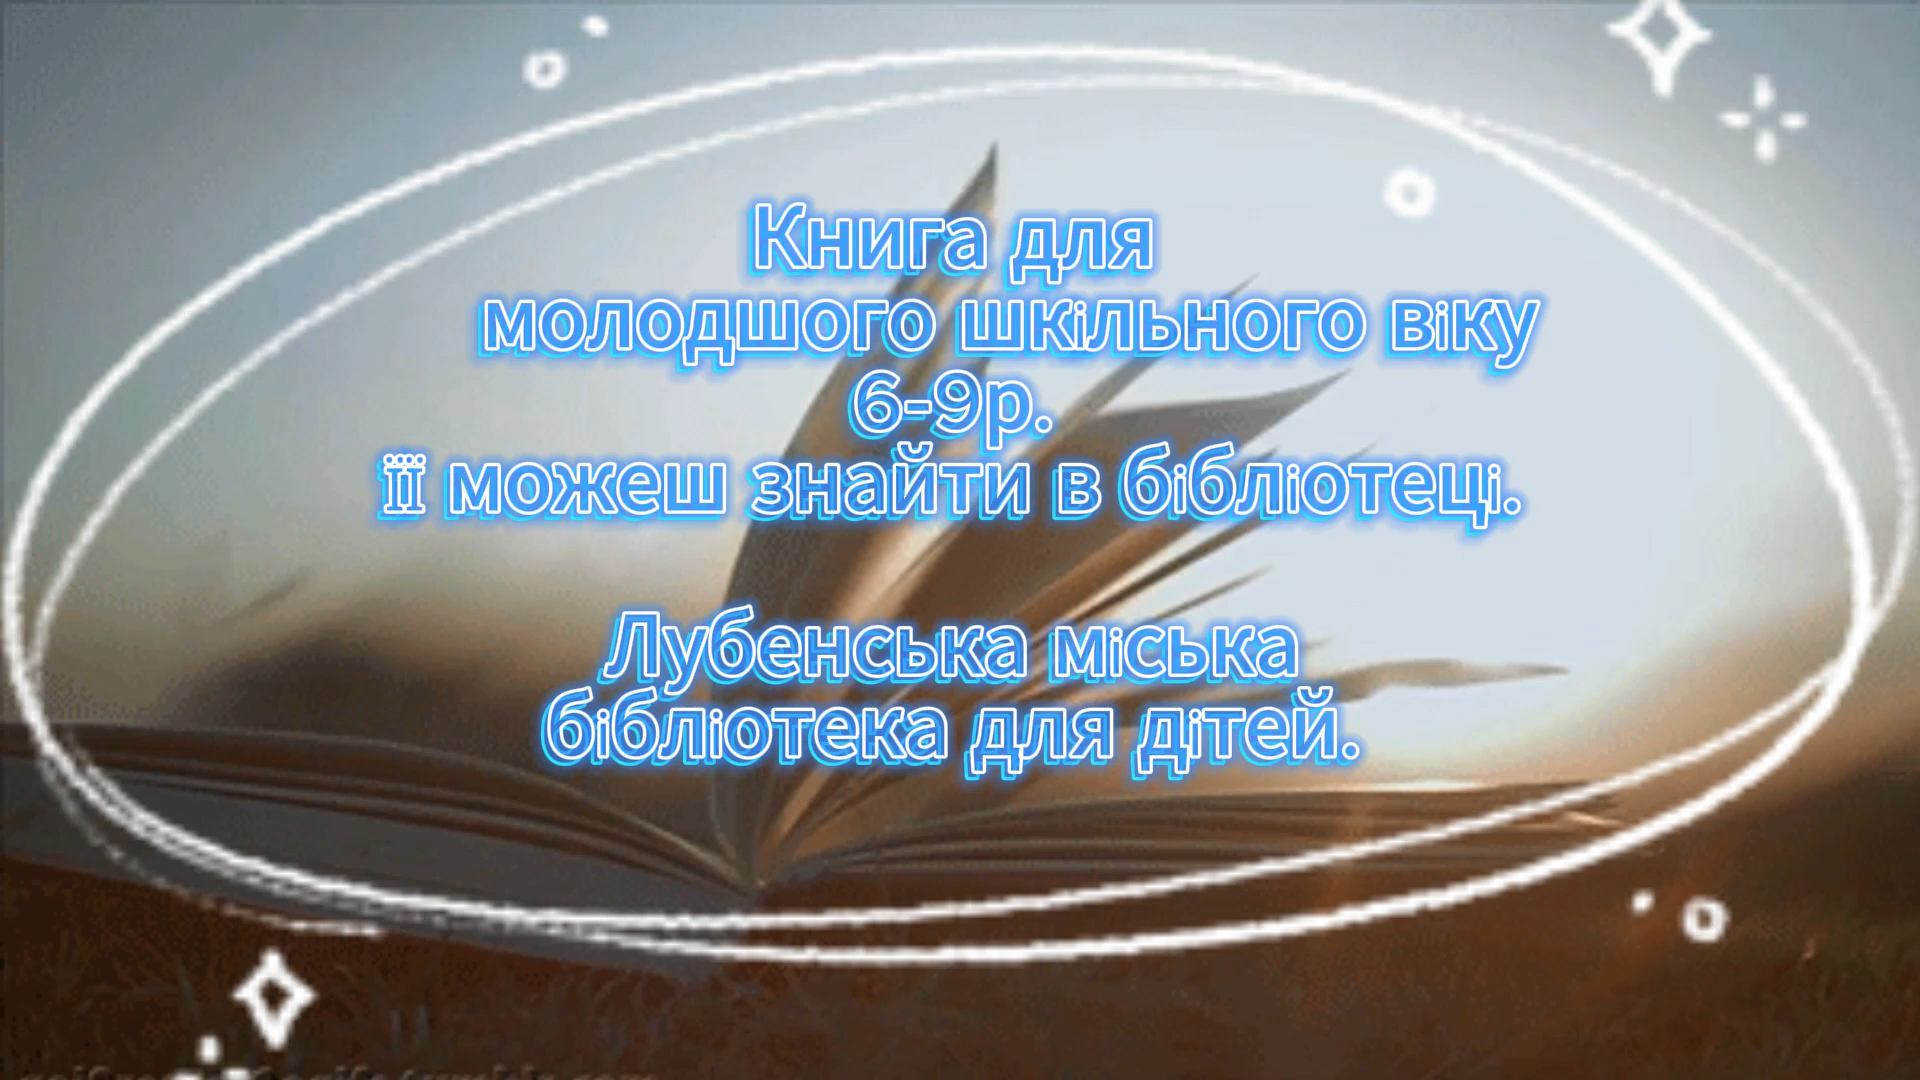 Книга для
молодшого шкільного віку
6-9р.
її можеш знайти в бібліотеці.
Лубенська міська
бібліотека для дітей.